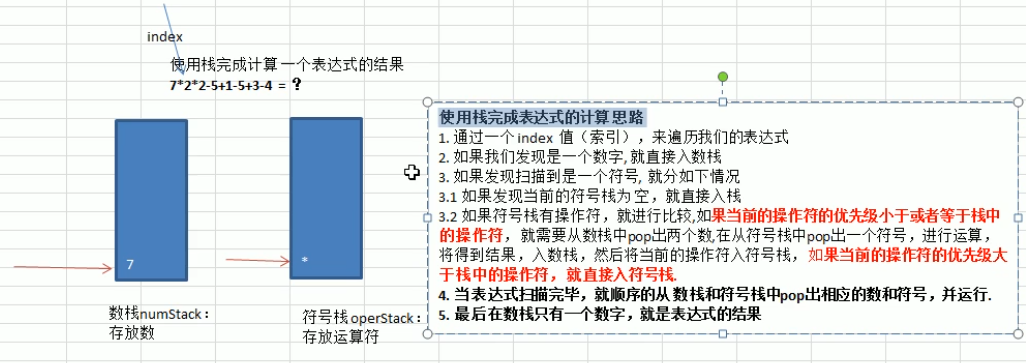 index
使用栈完成计算一个表达式的结果
7*2*2-5+1-5+3-4 = ?
7
*
数栈numStack：
存放数
符号栈operStack：
存放运算符
使用栈完成表达式的计算思路
1. 通过一个 index 值（索引），来遍历我们的表达式
2. 如果我们发现是一个数字, 就直接入数栈
3. 如果发现扫描到是一个符号, 就分如下情况
3.1 如果发现当前的符号栈为 空，就直接入栈
3.2 如果符号栈有操作符，就进行比较,如果当前的操作符的优先级小于或者等于栈中
的操作符，就需要从数栈中pop出两个数,在从符号栈中pop出一个符号，进行运算，
将得到结果，入数栈，然后将当前的操作符入符号栈，如果当前的操作符的优先级大
于栈中的操作符，就直接入符号栈.
4. 当表达式扫描完毕，就顺序的从 数栈和符号栈中pop出相应的数和符号，并运行.
5. 最后在数栈只有一个数字，就是表达式的结果